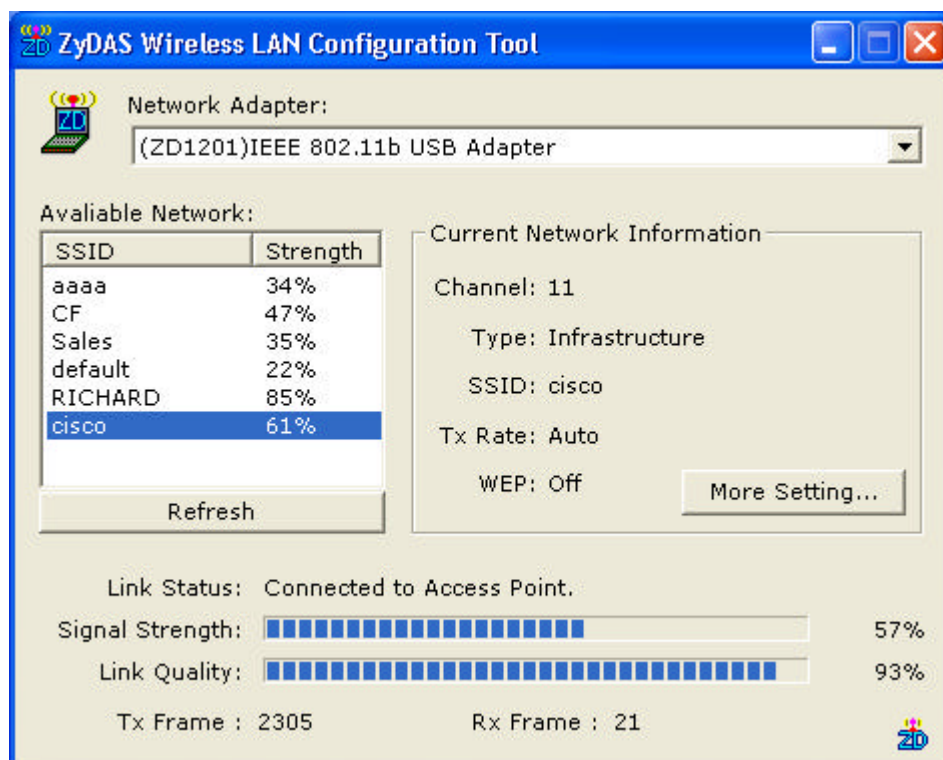 ZyDAS Wireless LAN Configuration Tool
ZD
Network Adapter:
(ZD1201)IEEE 802.11b USB Adapter
Avaliable Network:
SSID Strength
aaaa 34%
CF 47%
Sales 35%
default 22%
RICHARD 85%
cisco 61%
Refresh
Current Network Information
Channel: 11
Type: Infrastructure
SSID: cisco
Tx Rate: Auto
WEP: Off
More Setting...
Link Status: Connected to Access Point.
Signal Strength: 57%
Link Quality: 93%
Tx Frame : 2305 Rx Frame : 21
ZD